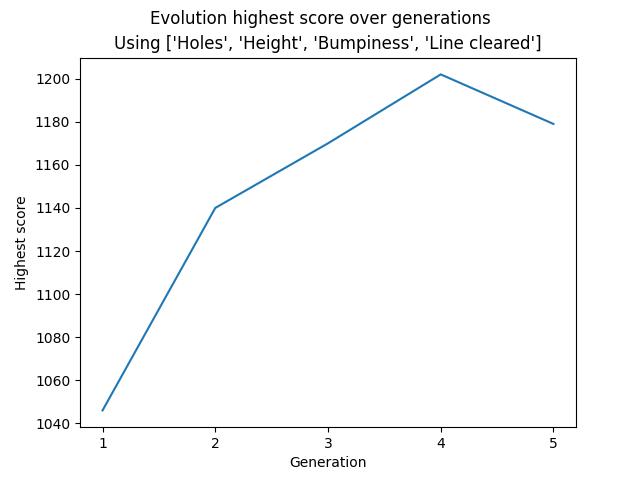 Evolution highest score over generations
Using ['Holes', 'Height', 'Bumpiness', 'Line cleared']
1200
1180
1160
1140
1120
1100
1080
1060
1040
Highest score
1 2 3 4 5
Generation